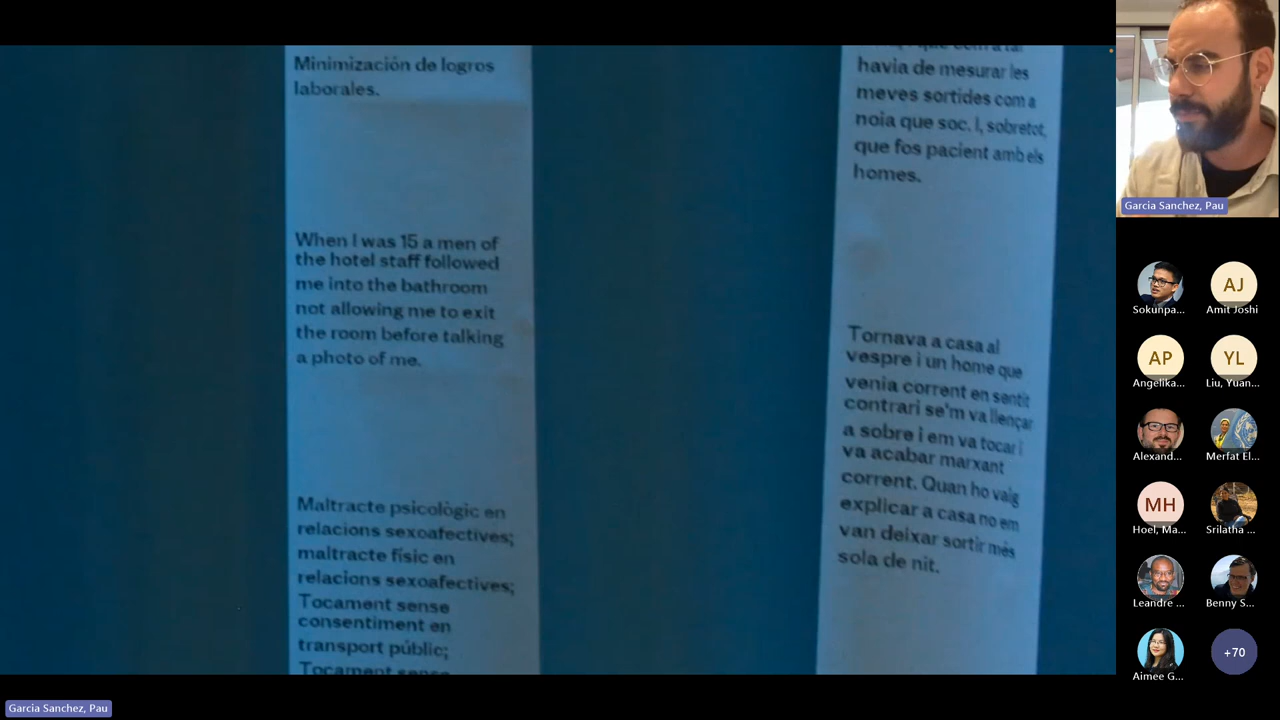 Minimización de logros
laborales.
When I was 15 a men of
the hotel staff followed
me into the bathroom
not allowing me to exit
the room before talking
a photo of me.
Maltracte psicològic en
relacions sexoafectives;
maltracte físic en
relacions sexoafectives;
Tocament sense
consentiment en
transport públic;
Tocament sense
havia de mesurar les
meves sortides com a
noia que soc. I, sobretot,
que fos pacient amb els
homes.
Tornava a casa al
vespre i un home que
venia corrent en sentit
contrari se'm va llençar
a sobre i em va tocar i
va acabar marxant
corrent. Quan ho vaig
explicar a casa no em
van deixar sortir més
sola de nit.
Garcia Sanchez, Pau
Sokunpa...
AJ
Amit Joshi
AP
Angelika...
YL
Liu, Yuan...
Alexand...
Merfat El...
MH
Hoel, Ma...
Srilatha ...
Leandre ...
Benny S...
Aimee G...
+70
Garcia Sanchez, Pau